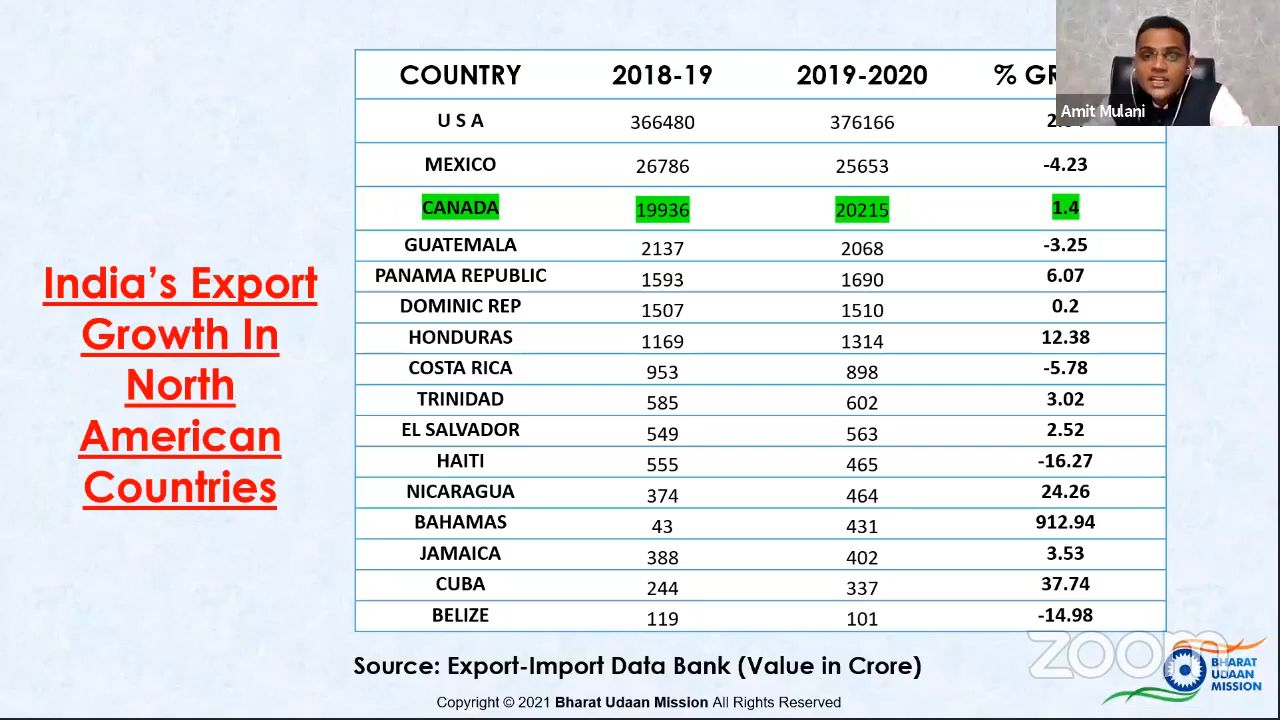 COUNTRY 2018-19 2019-2020 %
U S A 366480 376166
MEXICO 26786 25653 -4.23
CANADA 19936 20215 1.4
GUATEMALA 2137 2068 -3.25
PANAMA REPUBLIC 1593 1690 6.07
DOMINIC REP 1507 1510 0.2
HONDURAS 1169 1314 12.38
COSTA RICA 953 898 -5.78
TRINIDAD 585 602 3.02
EL SALVADOR 549 563 2.52
HAITI 555 465 -16.27
NICARAGUA 374 464 24.26
BAHAMAS 43 431 912.94
JAMAICA 388 402 3.53
CUBA 244 337 37.74
BELIZE 119 101 -14.98
India's Export
Growth In
North
American
Countries
Amit Mulani
Source: Export-Import Data Bank (Value in Crore)
Copyright © 2021 Bharat Udaan Mission All Rights Reserved
zoom
BHARAT
UDAAN
MISSION